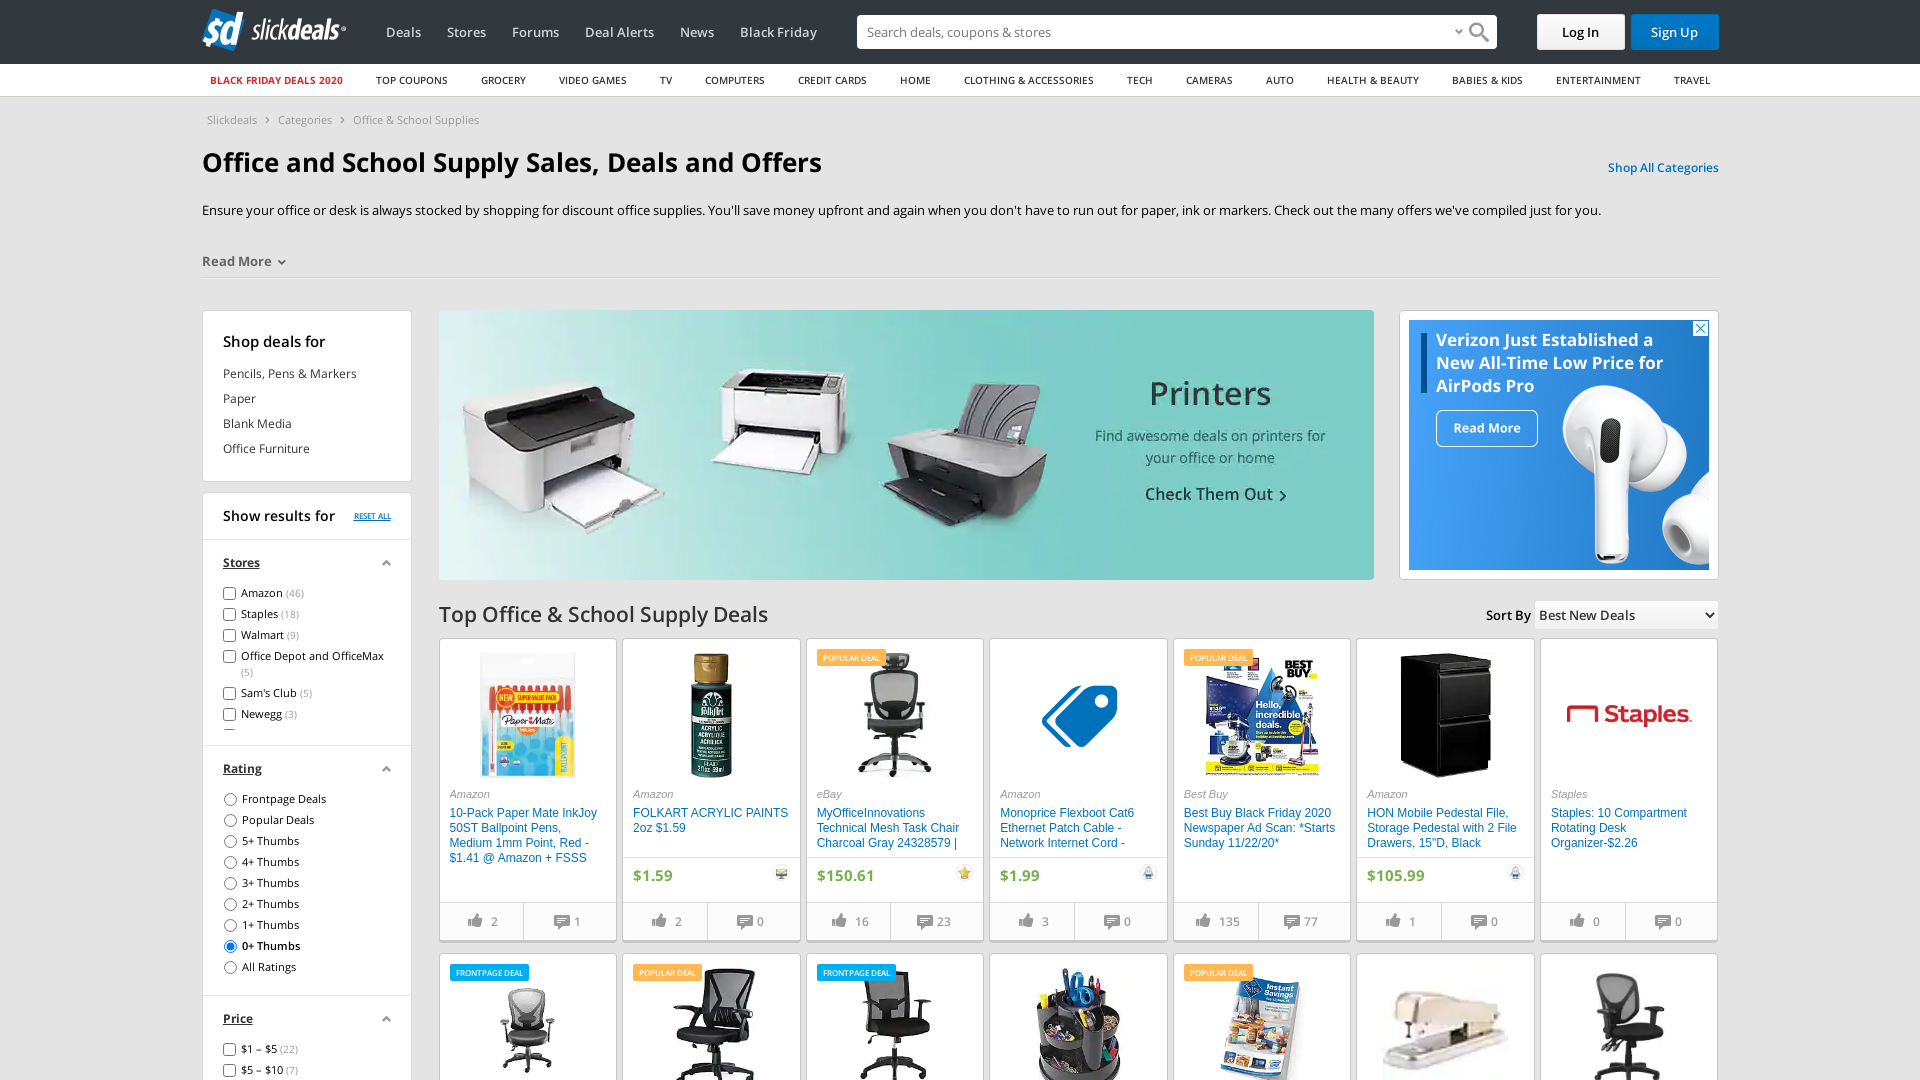 slickdeals
Deals
Stores
Forums
Deal Alerts
News
Black Friday
Search deals, coupons & stores
Log In
Sign Up
BLACK FRIDAY DEALS 2020
TOP COUPONS
GROCERY
VIDEO GAMES
TV
COMPUTERS
CREDIT CARDS
HOME
CLOTHING & ACCESSORIES
TECH
CAMERAS
AUTO
HEALTH & BEAUTY
BABIES & KIDS
ENTERTAINMENT
TRAVEL
Slickdeals > Categories > Office & School Supplies
Office and School Supply Sales, Deals and Offers
Shop All Categories
Ensure your office or desk is always stocked by shopping for discount office supplies. You'll save money upfront and again when you don't have to run out for paper, ink or markers. Check out the many offers we've compiled just for you.
Read More
Shop deals for
Pencils, Pens & Markers
Paper
Blank Media
Office Furniture
Show results for
RESET ALL
Stores
Amazon (46)
Staples (18)
Walmart (9)
Office Depot and OfficeMax
(5)
Sam's Club (5)
Newegg (3)
Rating
Frontpage Deals
Popular Deals
5+ Thumbs
4+ Thumbs
3+ Thumbs
2+ Thumbs
1+ Thumbs
0+ Thumbs
All Ratings
Price
$1 – $5 (22)
$5 – $10 (7)
Printers
Find awesome deals on printers for
your office or home
Check Them Out >
Verizon Just Established a
New All-Time Low Price for
AirPods Pro
Read More
Top Office & School Supply Deals
Sort By
Best New Deals
Amazon
10-Pack Paper Mate InkJoy
50ST Ballpoint Pens,
Medium 1mm Point, Red -
$1.41 @ Amazon + FSSS
2
1
Amazon
FOLKART ACRYLIC PAINTS
2oz $1.59
$1.59
2
0
POPULAR DEAL
eBay
MyOfficeInnovations
Technical Mesh Task Chair
Charcoal Gray 24328579 |
$150.61
16
23
Amazon
Monoprice Flexboot Cat6
Ethernet Patch Cable -
Network Internet Cord -
$1.99
3
0
POPULAR DEAL
BEST
BUY
Hello,
incredible
deals.
Best Buy
Best Buy Black Friday 2020
Newspaper Ad Scan: *Starts
Sunday 11/22/20*
135
77
Amazon
HON Mobile Pedestal File,
Storage Pedestal with 2 File
Drawers, 15"D, Black
$105.99
1
0
Staples.
Staples
Staples: 10 Compartment
Rotating Desk
Organizer-$2.26
0
0
FRONTPAGE DEAL
POPULAR DEAL
FRONTPAGE DEAL
POPULAR DEAL
Instant
Savings